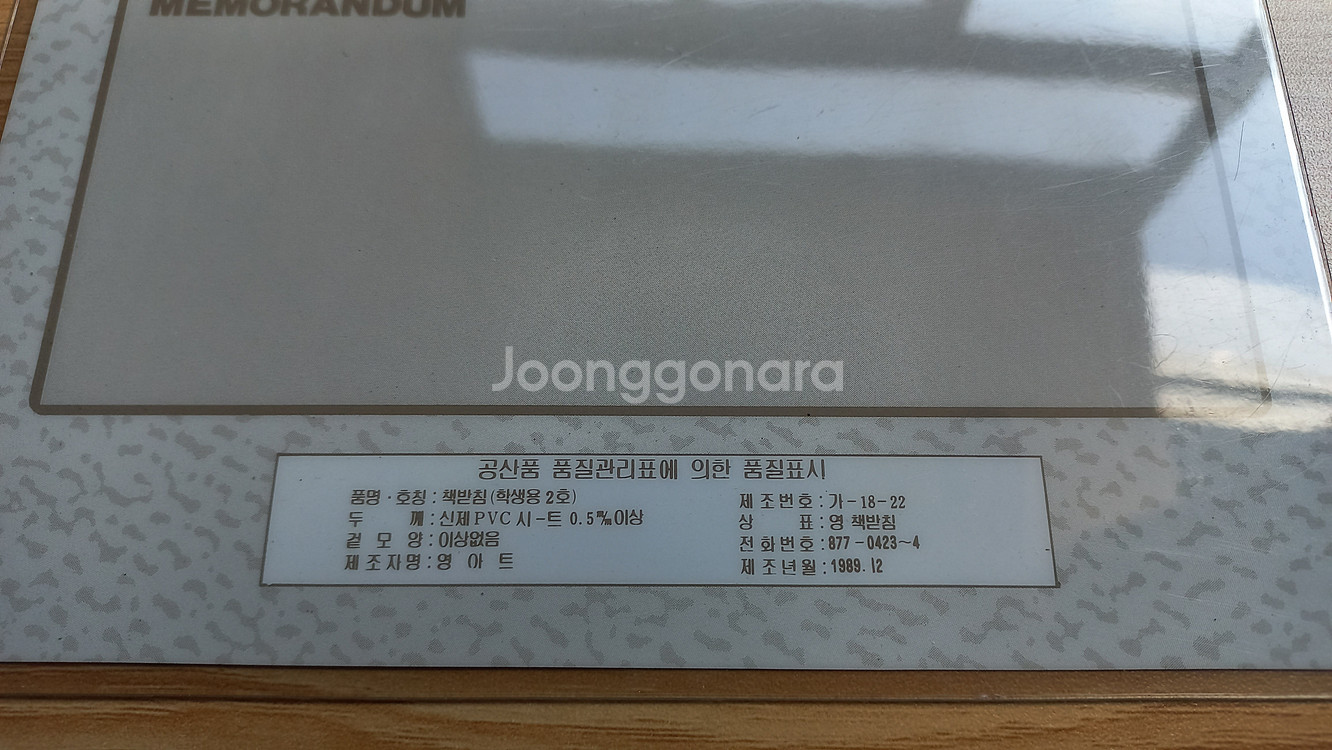 MEMORANDUM
Joonggonara
공산품 품질관리표에 의한 품질표시
품명·호칭 : 책받침 (학생용 2호)
두 께 : 신제 PVC 시-트 0.5㎜ 이상
겉 모 양 : 이상없음
제 조 자 명 : 영 아 트
제 조 번 호 : 가-18-22
상 표 : 영 책받침
전 화 번 호 : 877-0423~4
제 조 년 월 : 1989. 12